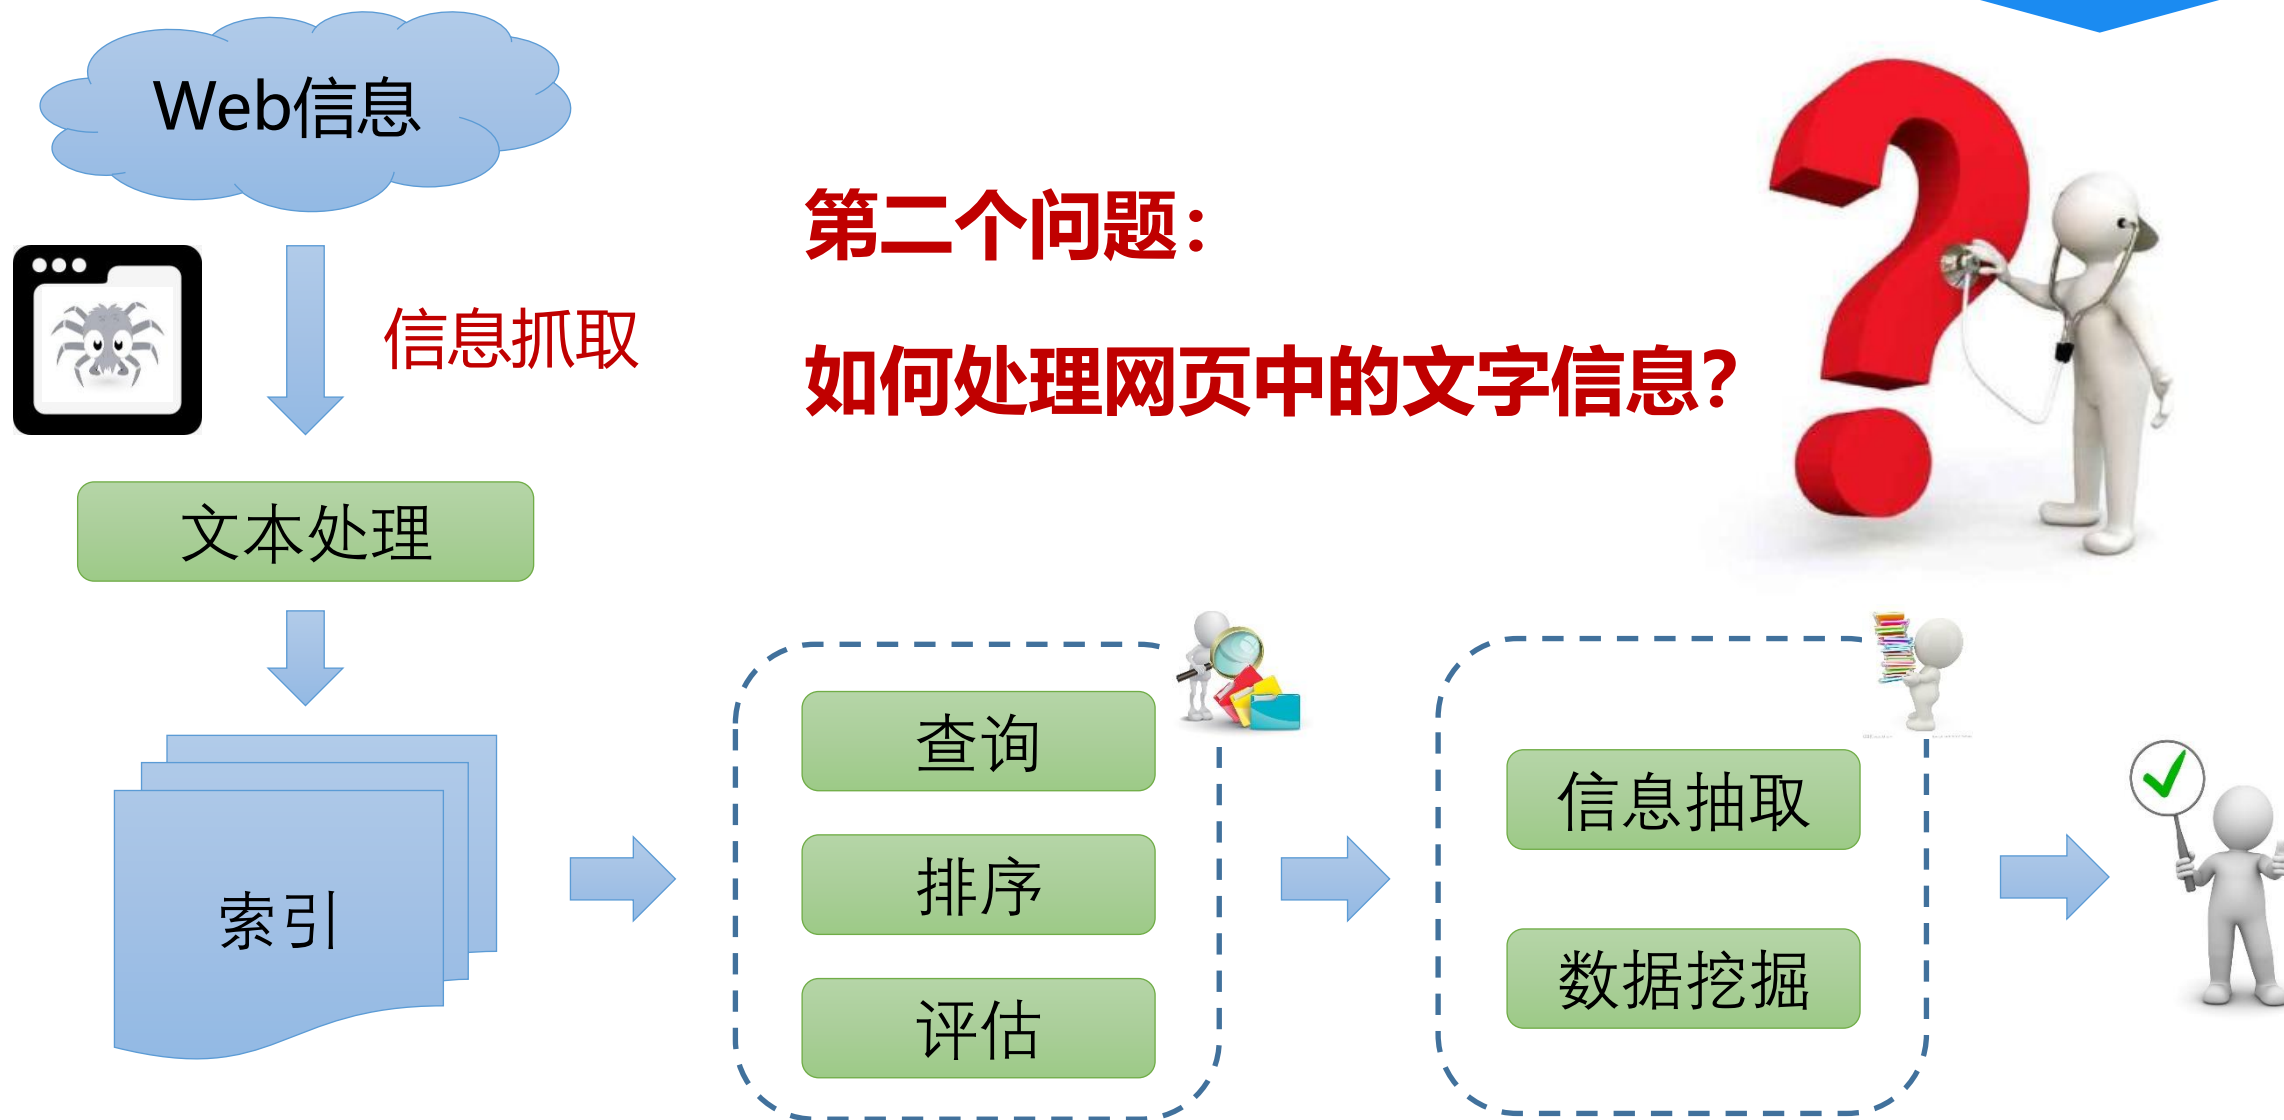 Web信息
第二个问题：
信息抓取
如何处理网页中的文字信息？
文本处理
索引
查询
排序
评估
信息抽取
数据挖掘